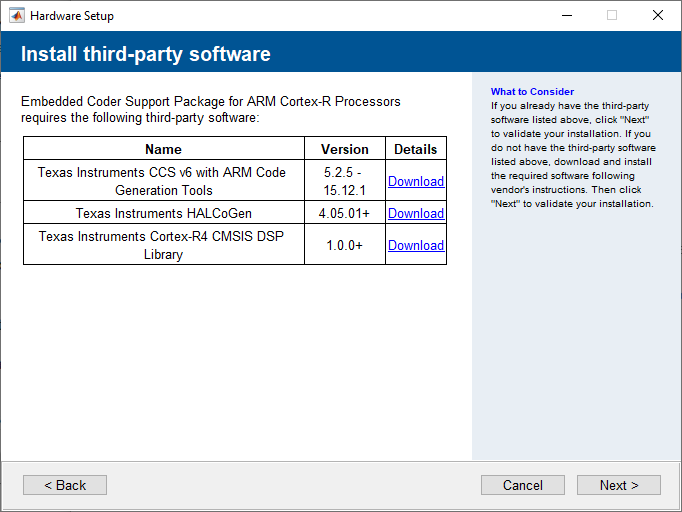 Hardware Setup
Install third-party software
Embedded Coder Support Package for ARM Cortex-R Processors
requires the following third-party software:
Name Version Details
Texas Instruments CCS v6 with ARM Code
Generation Tools
5.2.5 -
15.12.1
Download
Texas Instruments HALCoGen 4.05.01+ Download
Texas Instruments Cortex-R4 CMSIS DSP
Library
1.0.0+
Download
What to Consider
If you already have the third-party
software listed above, click "Next"
to validate your installation. If you
do not have the third-party software
listed above, download and install
the required software following
vendor's instructions. Then click
"Next" to validate your installation.
< Back
Cancel
Next >